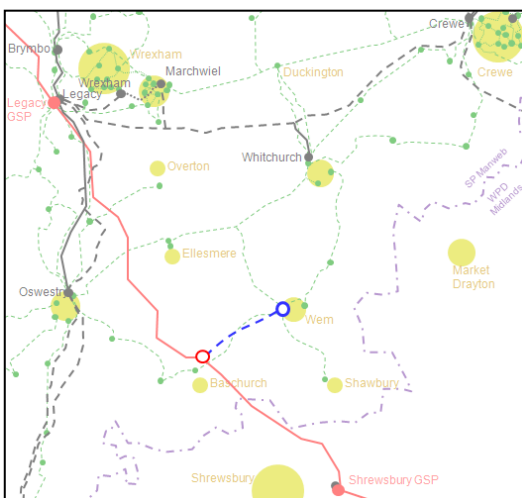 Crewe
Brymbo
Wrexham
Marchwiel
Duckington
Crewe
Wrexham
Legacy
Legacy
GSP
Whitchurch
SP Manweb
WPD
Midlands
Overton
Ellesmere
Market
Drayton
Oswestry
Wem
Baschurch
Shawbury
Shrewsbury
Shrewsbury GSP